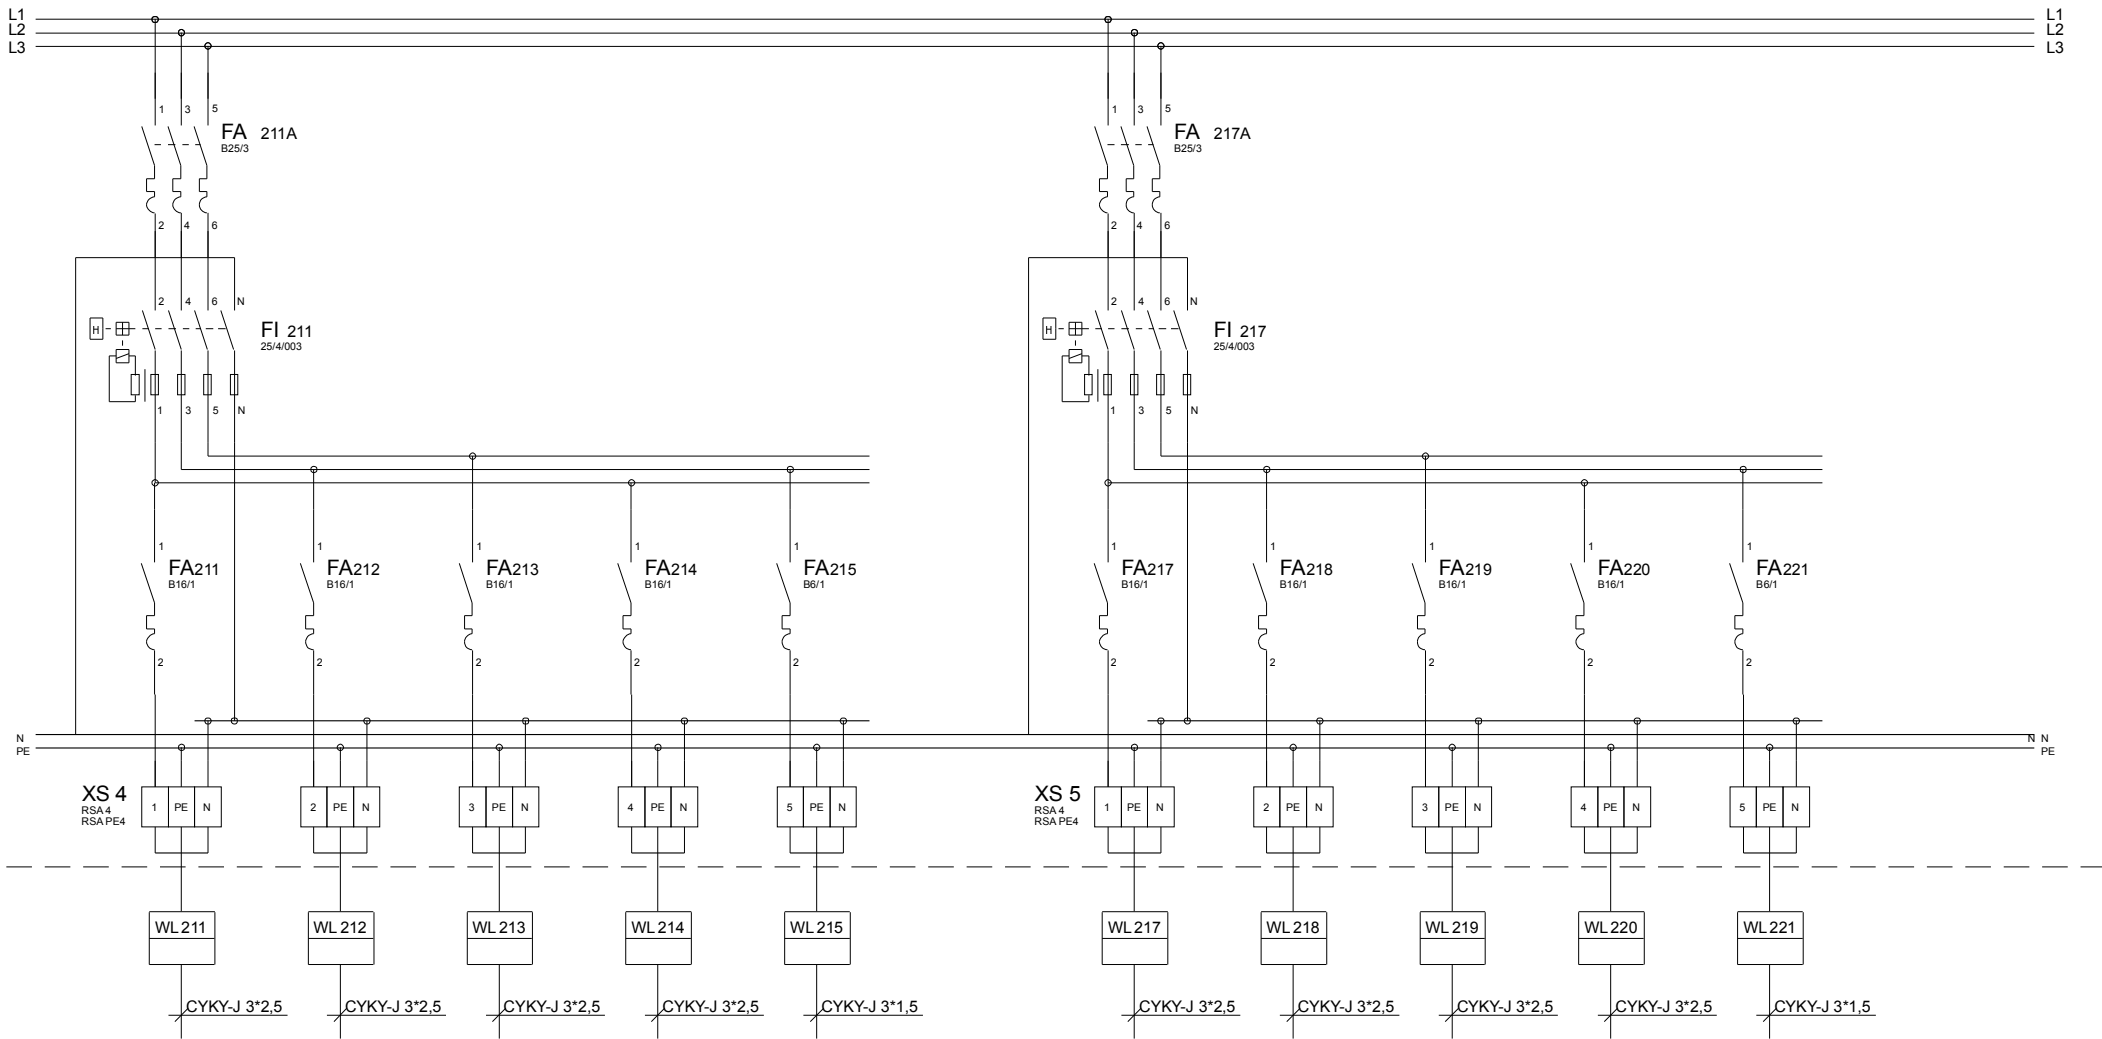 L1 L1
L2 L2
L3 L3
1 3 5 1 3 5
FA 211A FA 217A
B25/3 B25/3
2 4 6 2 4 6
2 4 6 N 2 4 6 N
H FI 211 H FI 217
25/4/003 25/4/003
1 3 5 N 1 3 5 N
1 1 1 1 1 1 1 1 1 1
FA211 FA212 FA213 FA214 FA215 FA217 FA218 FA219 FA220 FA221
B16/1 B16/1 B16/1 B16/1 B6/1 B16/1 B16/1 B16/1 B16/1 B6/1
2 2 2 2 2 2 2 2 2 2
N N N
PE PE
XS 4 XS 5
RSA 4 1 PE N 2 PE N 3 PE N 4 PE N 5 PE N RSA 4 1 PE N 2 PE N 3 PE N 4 PE N 5 PE N
RSA PE4 RSA PE4
WL 211 WL 212 WL 213 WL 214 WL 215 WL 217 WL 218 WL 219 WL 220 WL 221
CYKY-J 3*2,5 CYKY-J 3*2,5 CYKY-J 3*2,5 CYKY-J 3*2,5 CYKY-J 3*1,5 CYKY-J 3*2,5 CYKY-J 3*2,5 CYKY-J 3*2,5 CYKY-J 3*2,5 CYKY-J 3*1,5